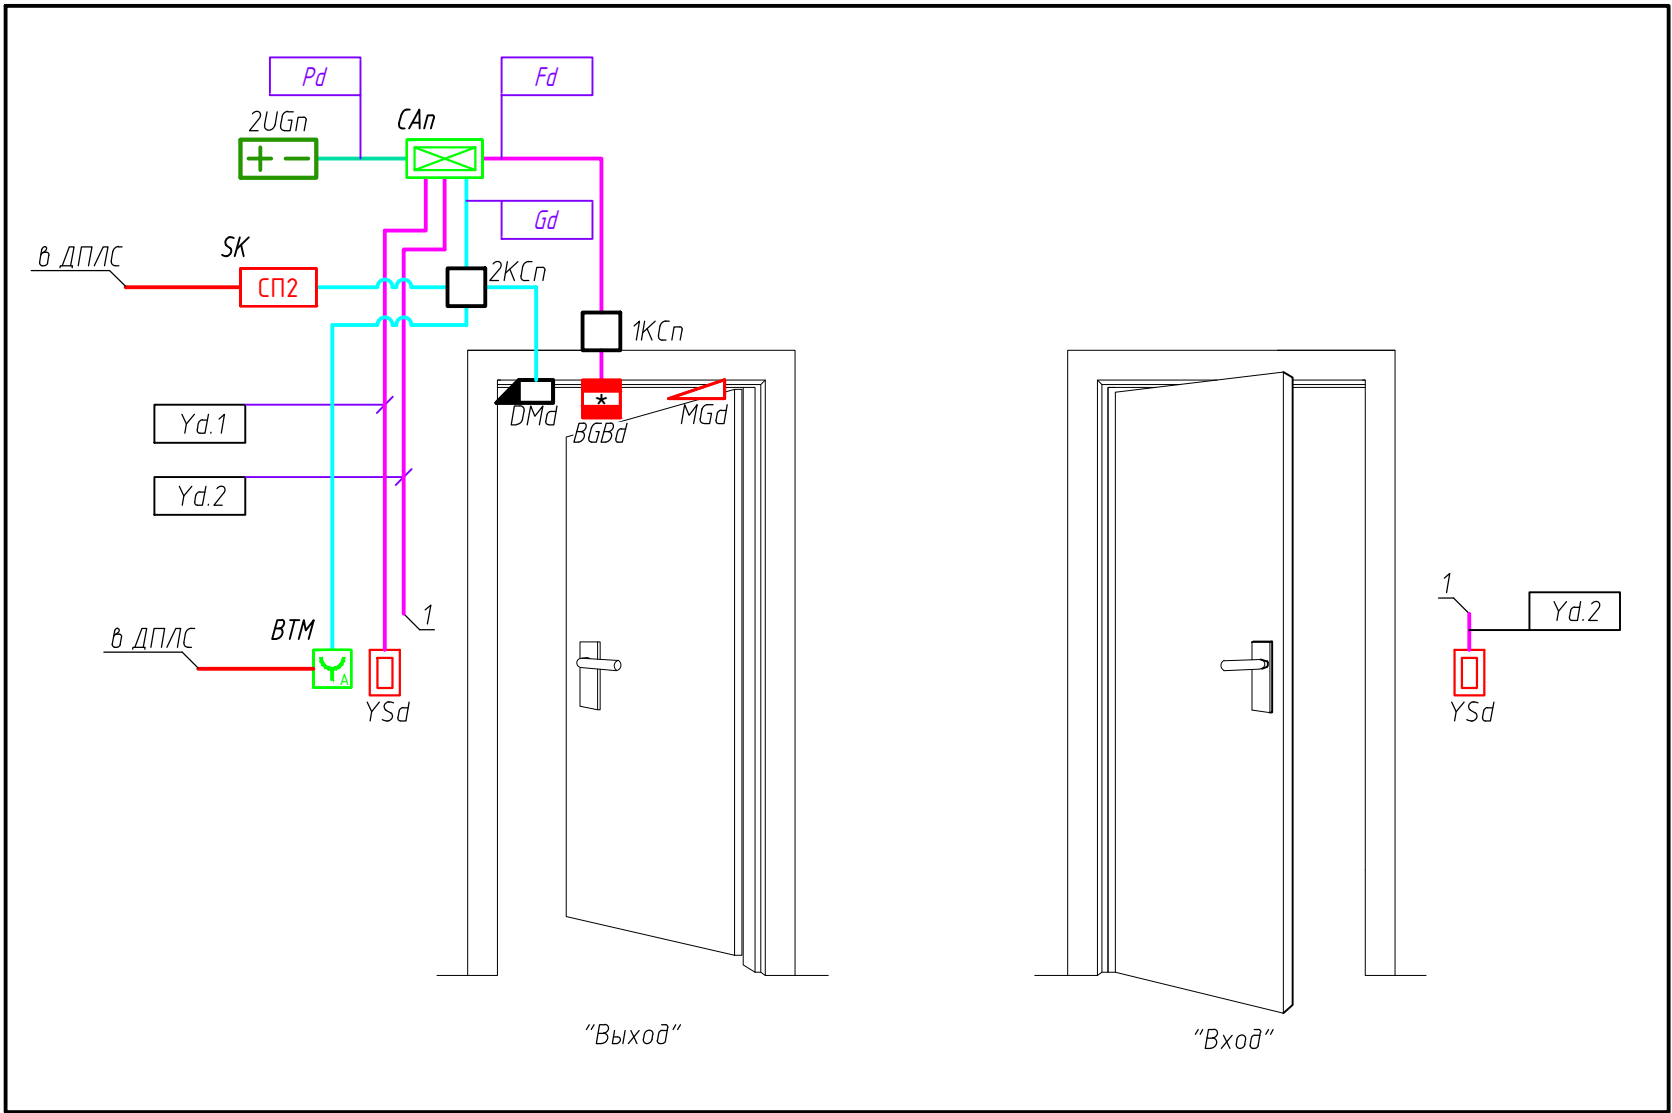 Pd
Fd
2UGn
CAn
Gd
SK
2KCn
в ДПЛС
СП2
1KCn
DMd
*
BGBd
MGd
Yd.1
Yd.2
1
1
Yd.2
BTM
в ДПЛС
A
YSd
YSd
"Выход"
"Вход"